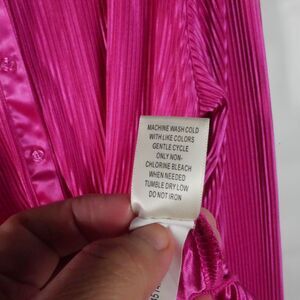 MACHINE WASH COLD
WITH LIKE COLORS
GENTLE CYCLE
ONLY NON-
CHLORINE BLEACH
WHEN NEEDED
TUMBLE DRY LOW
DO NOT IRON